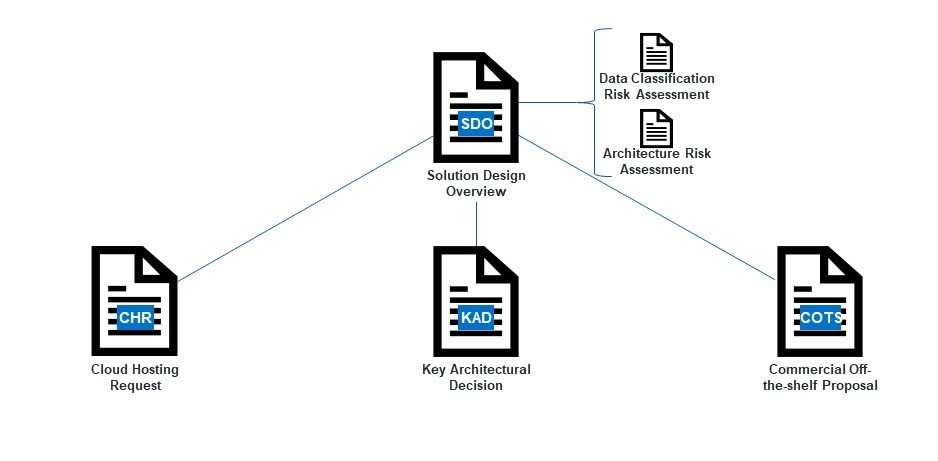 Data Classification
Risk Assessment
SDO
Architecture Risk
Assessment
Solution Design
Overview
CHR
KAD
COTS
Cloud Hosting
Request
Key Architectural
Decision
Commercial Off-
the-shelf Proposal